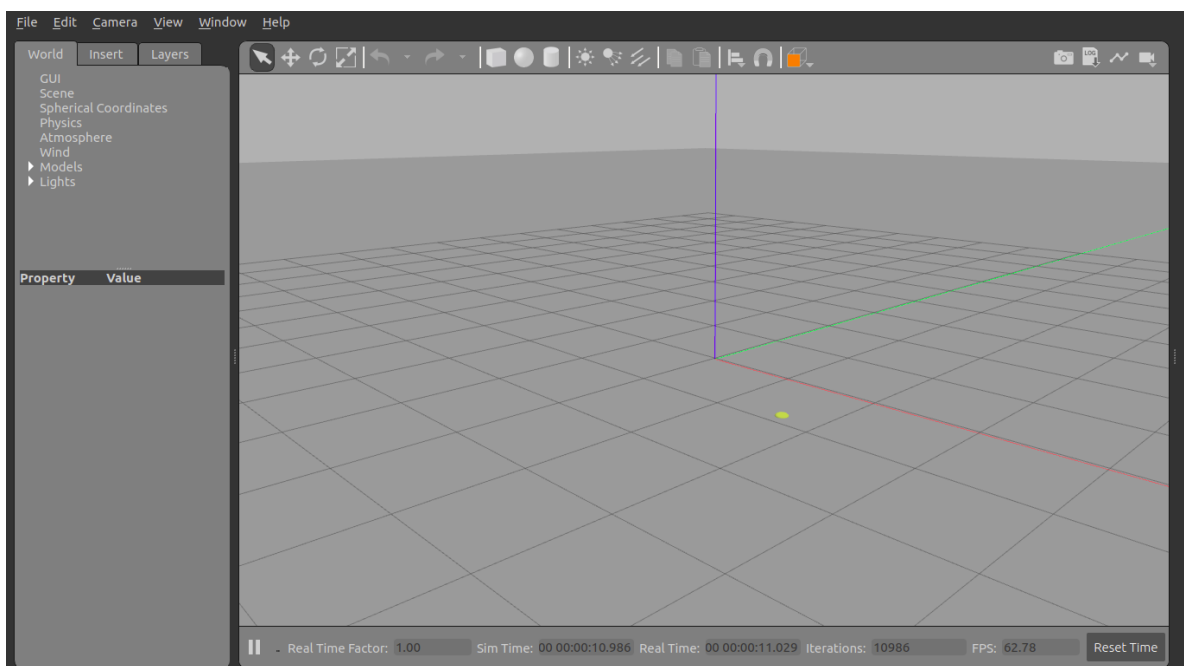 File Edit Camera View Window Help
World Insert Layers
LOG
GUI
Scene
Spherical Coordinates
Physics
Atmosphere
Wind
Models
Lights
Property Value
Real Time Factor: 1.00 Sim Time: 00 00:00:10.986 Real Time: 00 00:00:11.029 Iterations: 10986 FPS: 62.78 Reset Time